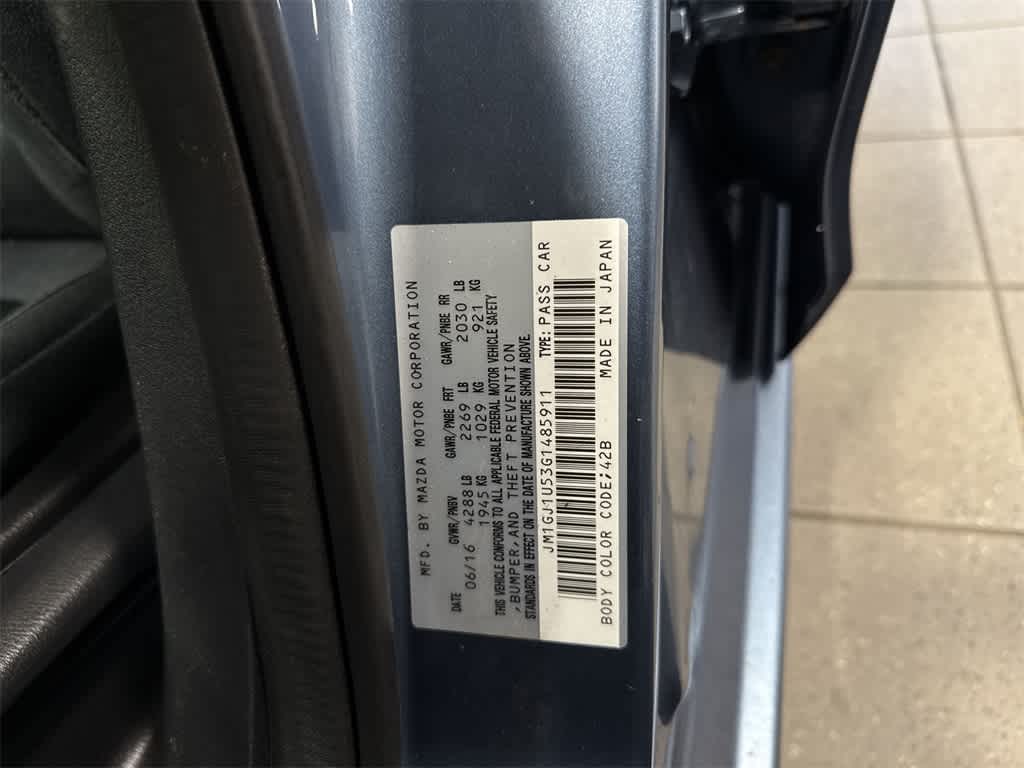 MFD. BY MAZDA MOTOR CORPORATION
DATE GVWR/PNBV GAWR/PNBE FRT GAWR/PNBE RR
06/16 4288 LB 2269 LB 2030 LB
1945 KG 1029 KG 921 KG
THIS VEHICLE CONFORMS TO ALL APPLICABLE FEDERAL MOTOR VEHICLE SAFETY
,BUMPER,AND THEFT PREVENTION
STANDARDS IN EFFECT ON THE DATE OF MANUFACTURE SHOWN ABOVE.
JM1GJ1U53G1485911 TYPE:PASS CAR
BODY COLOR CODE;42B MADE IN JAPAN